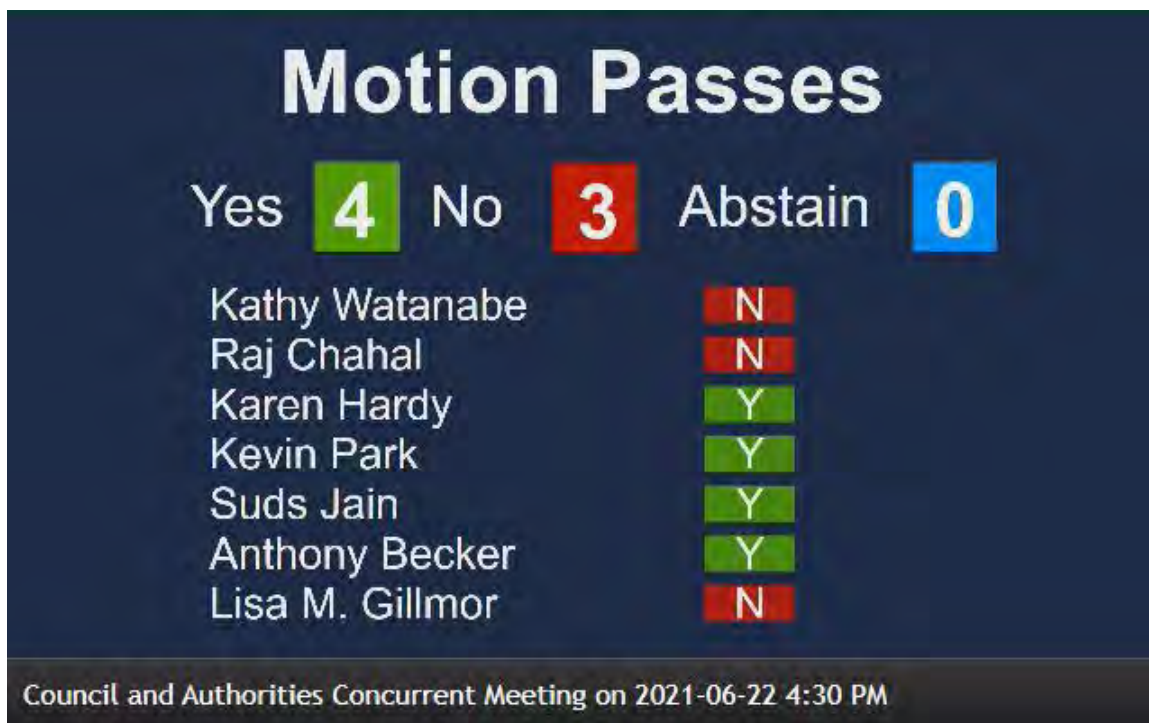 Motion Passes
Yes 4 No 3 Abstain 0
Kathy Watanabe N
Raj Chahal N
Karen Hardy Y
Kevin Park Y
Suds Jain Y
Anthony Becker Y
Lisa M. Gillmor N
Council and Authorities Concurrent Meeting on 2021-06-22 4:30 PM